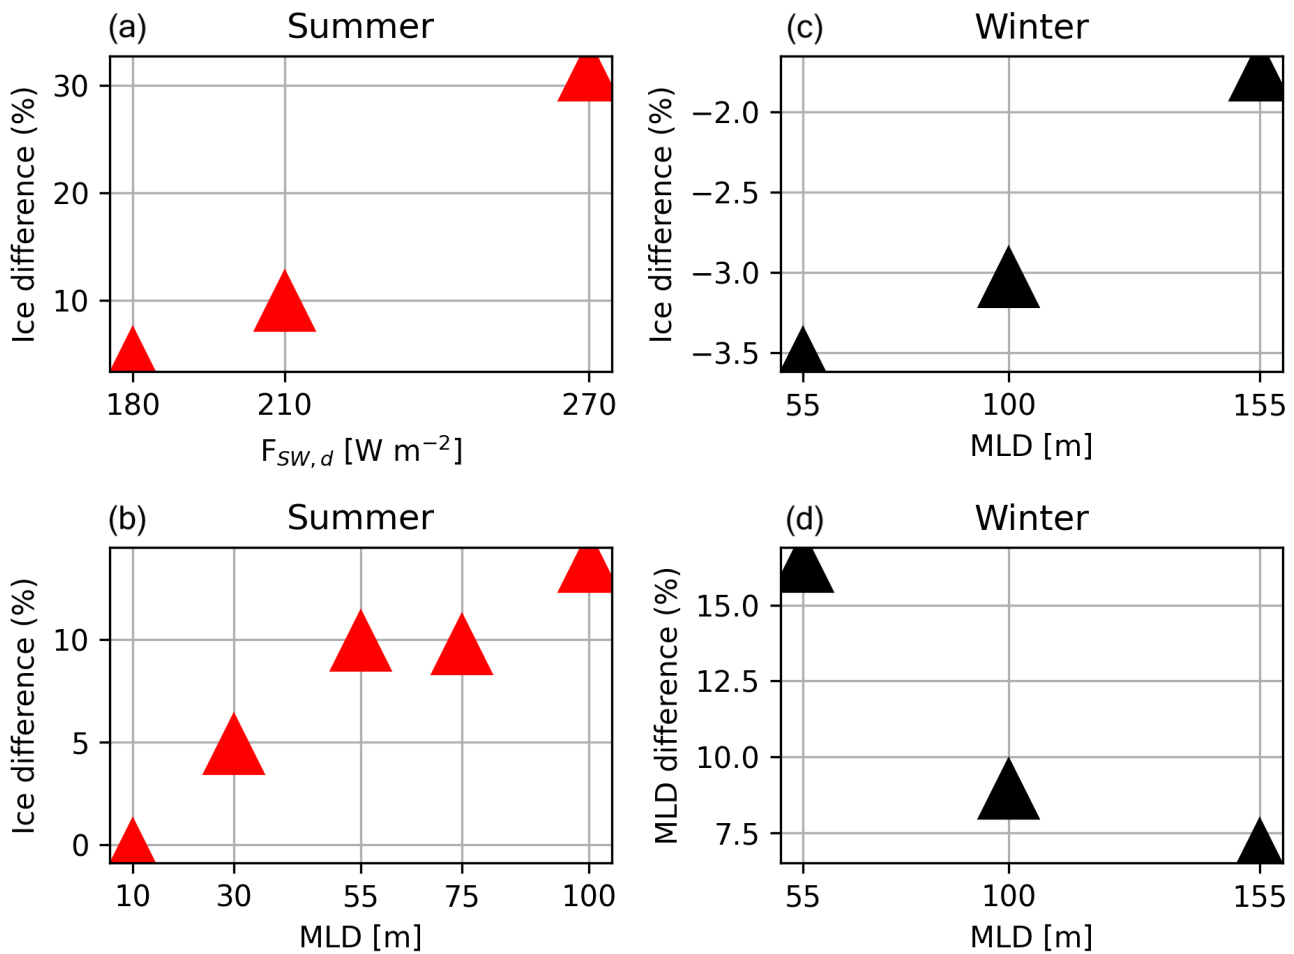 (a) Summer
Ice difference (%)
30
20
10
180 210 270
F_{SW, d} [W m^{−2}]
(c) Winter
Ice difference (%)
−2.0
−2.5
−3.0
−3.5
55 100 155
MLD [m]
(b) Summer
Ice difference (%)
10
5
0
10 30 55 75 100
MLD [m]
(d) Winter
MLD difference (%)
15.0
12.5
10.0
7.5
55 100 155
MLD [m]